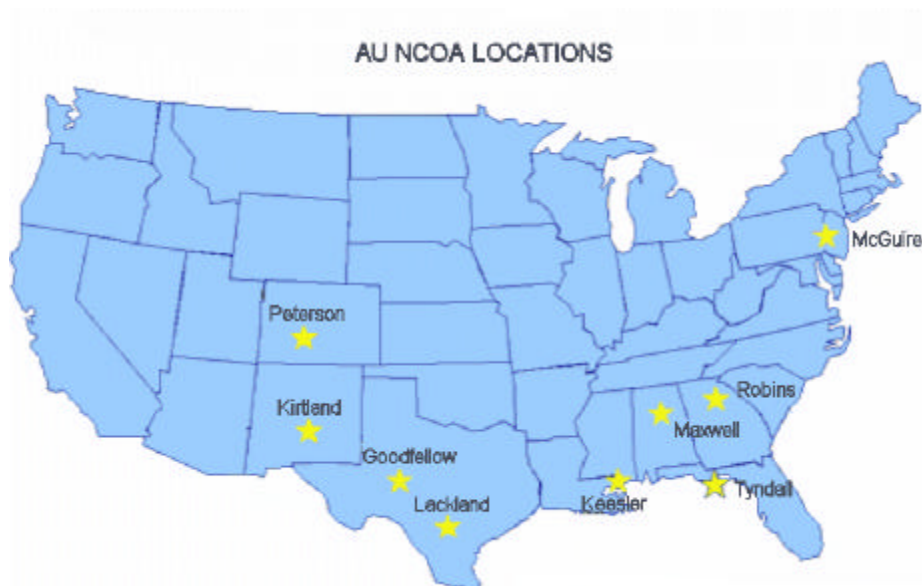 AU NCOA LOCATIONS
McGuire
Peterson
Robins
Kirtland
Maxwell
Goodfellow
Tyndall
Lackland
Keesler